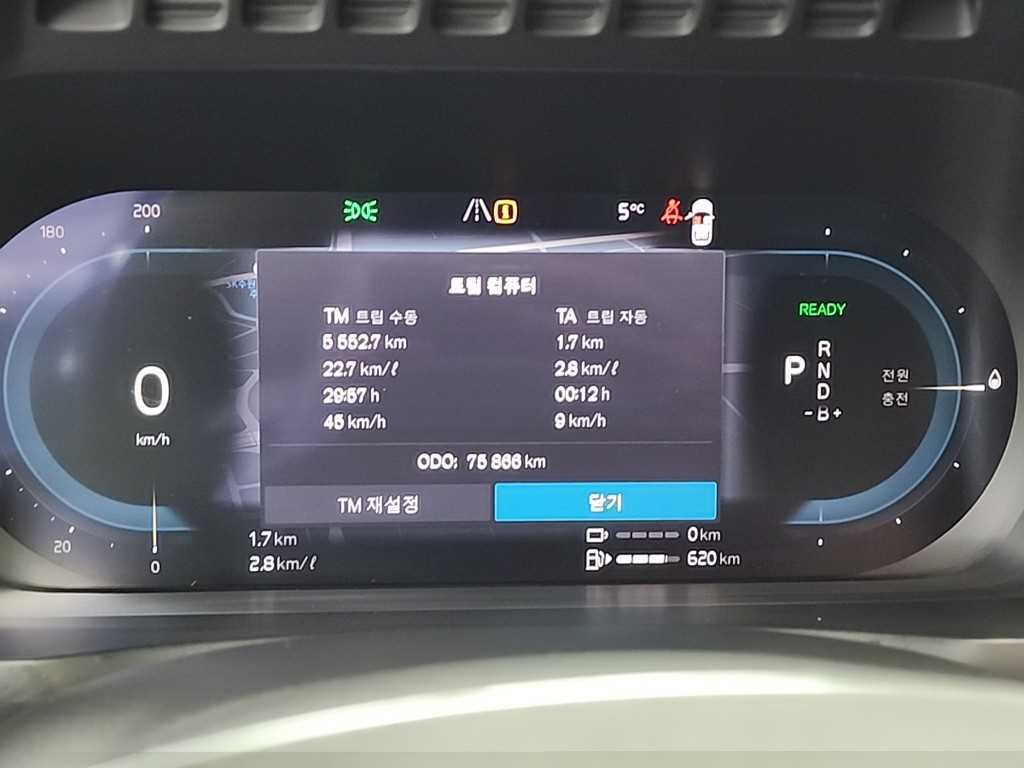 200
180
5°C
트립 컴퓨터
TM 트립 수동
TA 트립 자동
5 552.7 km
1.7 km
22.7 km/ℓ
2.8 km/ℓ
29:57 h
00:12 h
45 km/h
9 km/h
ODO: 75 866 km
TM 재설정
닫기
0
km/h
READY
P
R
N
D
-B+
전원
충전
20
0
1.7 km
2.8 km/ℓ
0 km
620 km